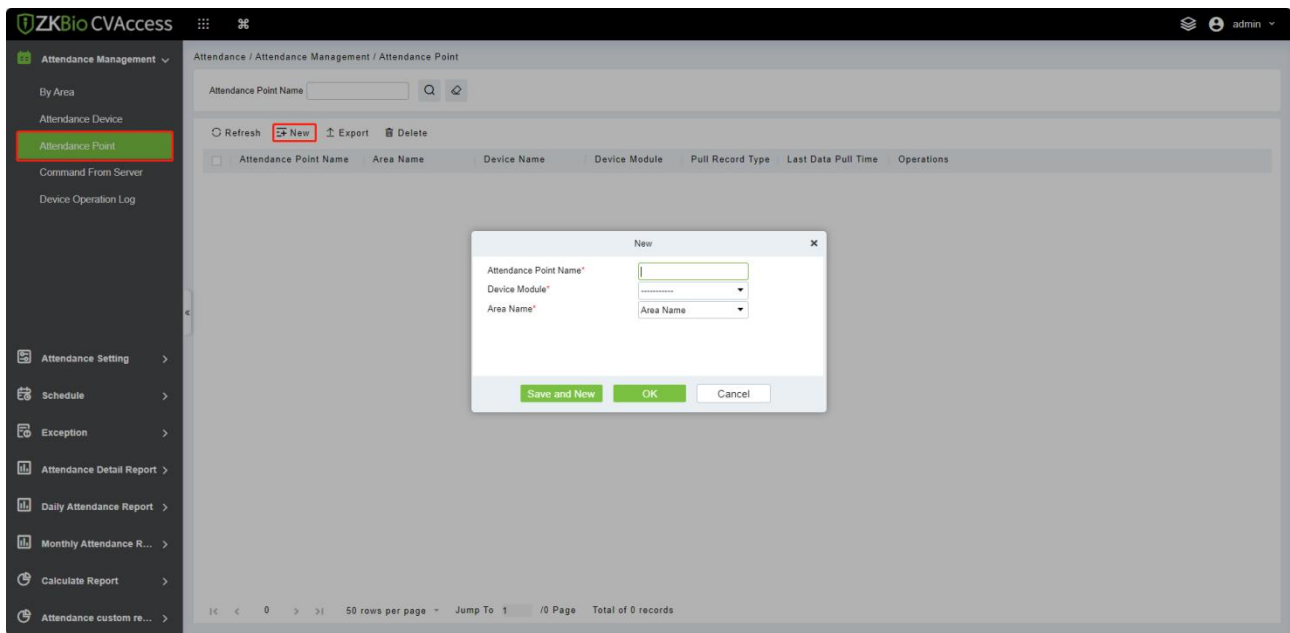 ZKBio CVAccess
admin
Attendance Management
By Area
Attendance Device
Attendance Point
Command From Server
Device Operation Log
Attendance Setting
Schedule
Exception
Attendance Detail Report
Daily Attendance Report
Monthly Attendance R...
Calculate Report
Attendance custom re...
Attendance / Attendance Management / Attendance Point
Attendance Point Name
Refresh New Export Delete
Attendance Point Name Area Name Device Name Device Module Pull Record Type Last Data Pull Time Operations
New
Attendance Point Name*
Device Module* -----------
Area Name* Area Name
Save and New OK Cancel
0 50 rows per page Jump To 1 /0 Page Total of 0 records